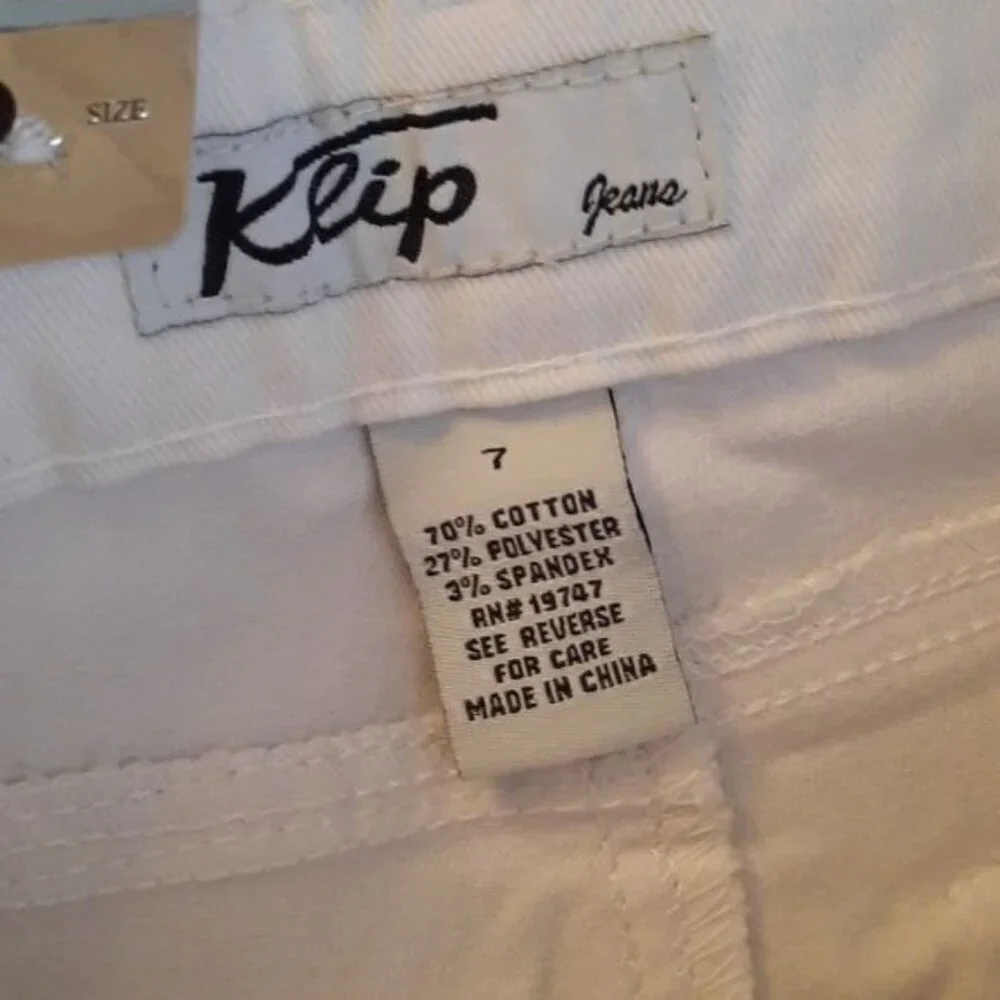 SIZE
Klip Jeans
7
70% COTTON
27% POLYESTER
3% SPANDEX
RN# 19747
SEE REVERSE
FOR CARE
MADE IN CHINA